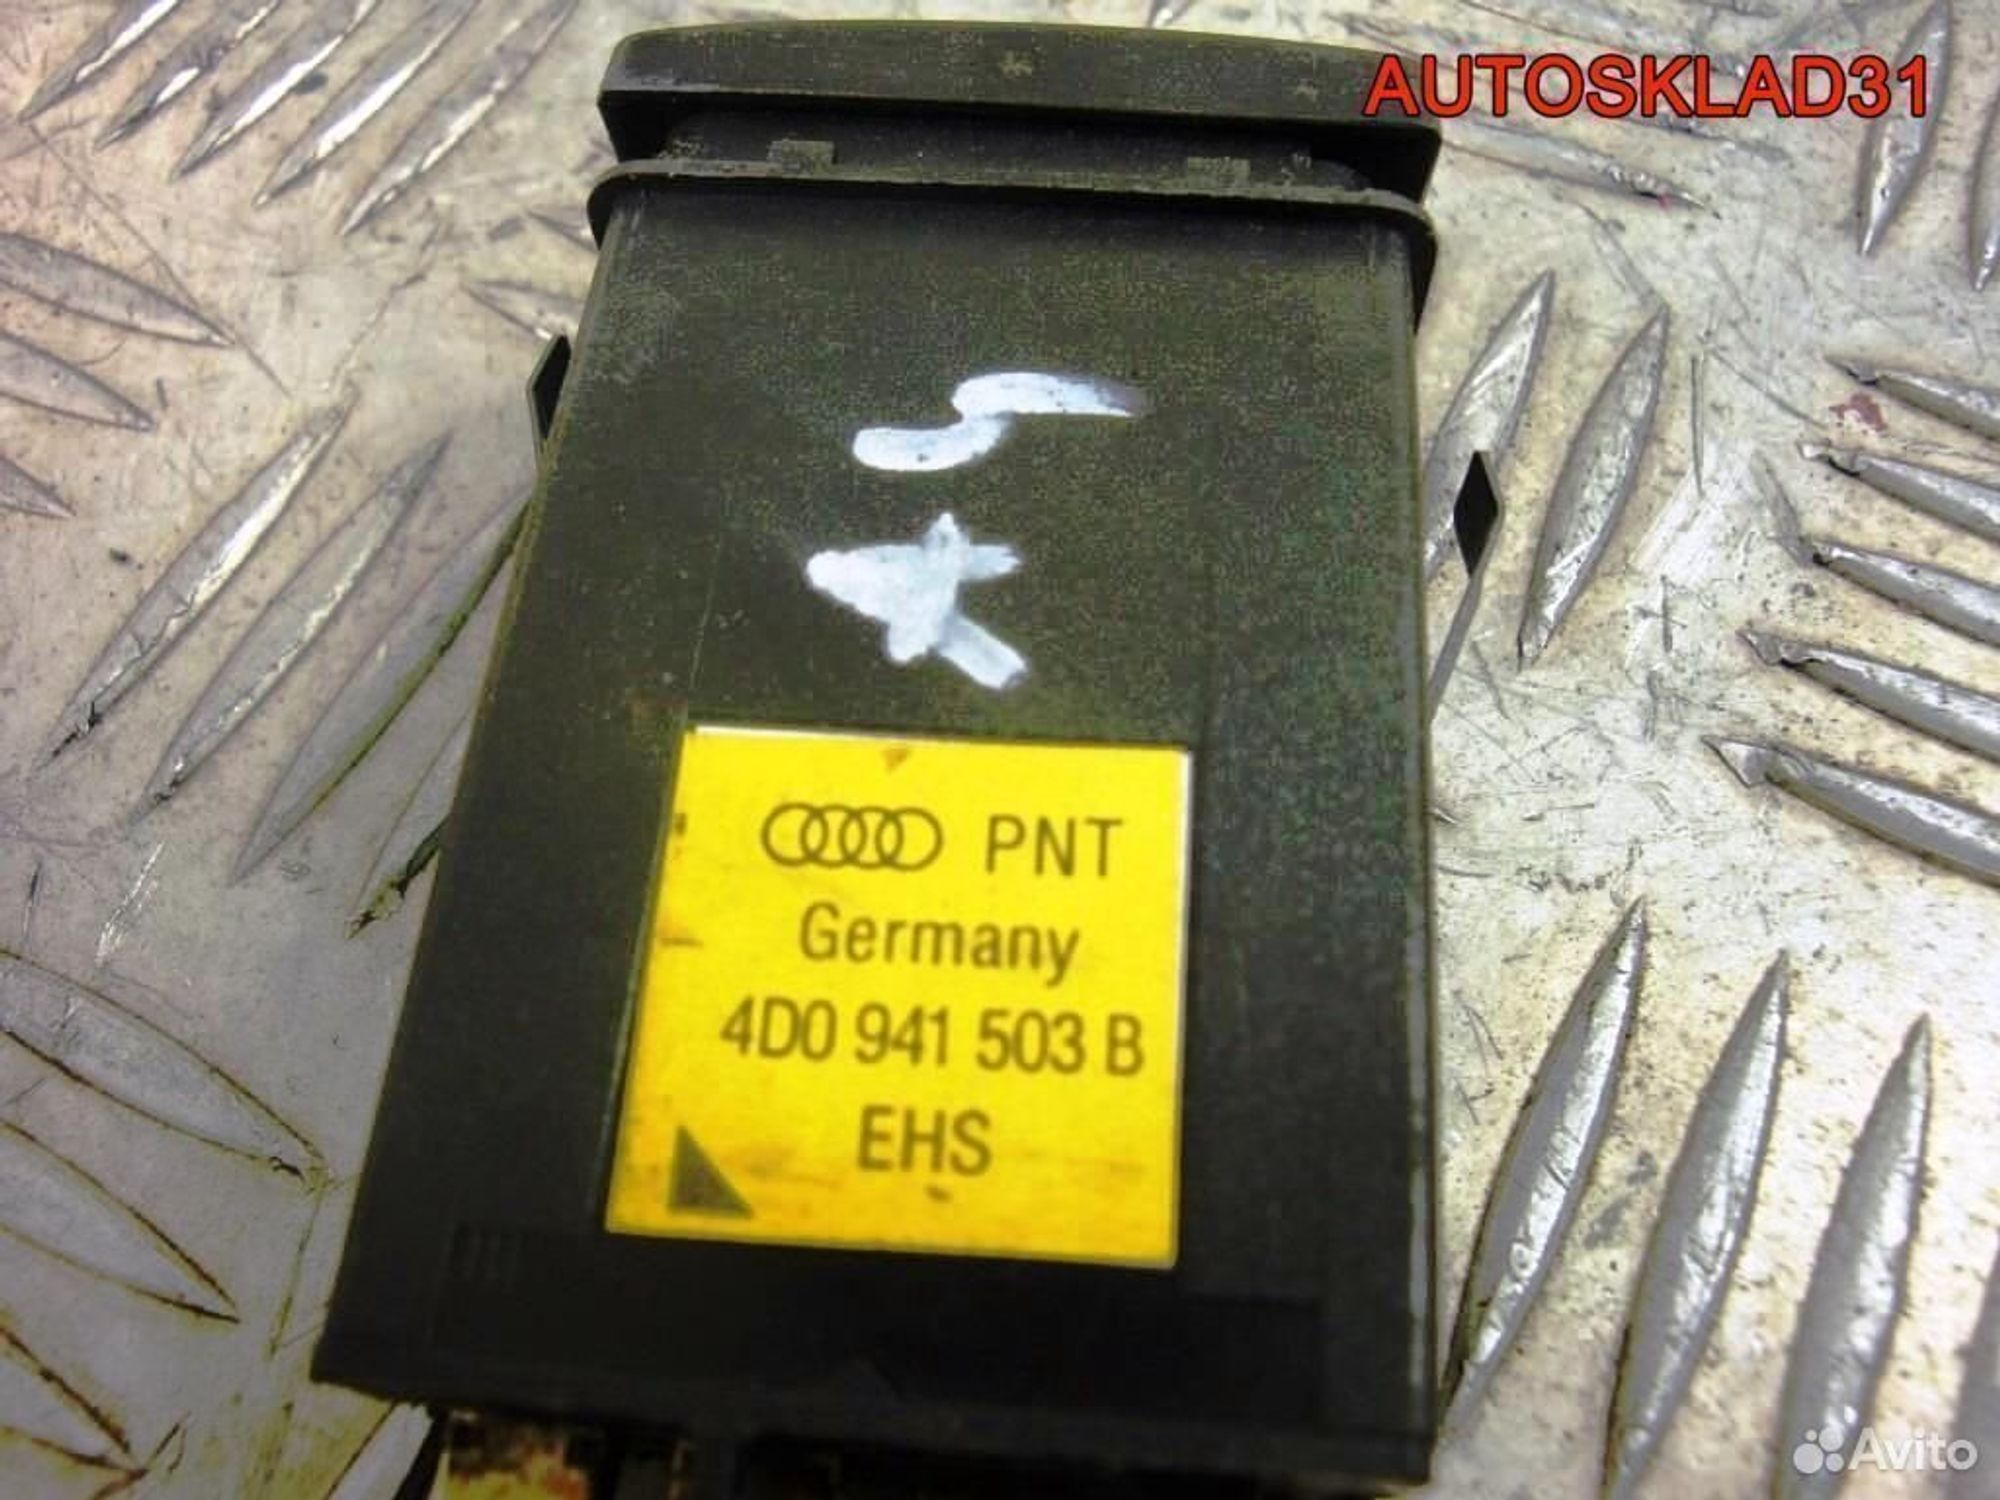 AUTOSKLAD31
PNT
Germany
4D0 941 503 B
EHS
Avito